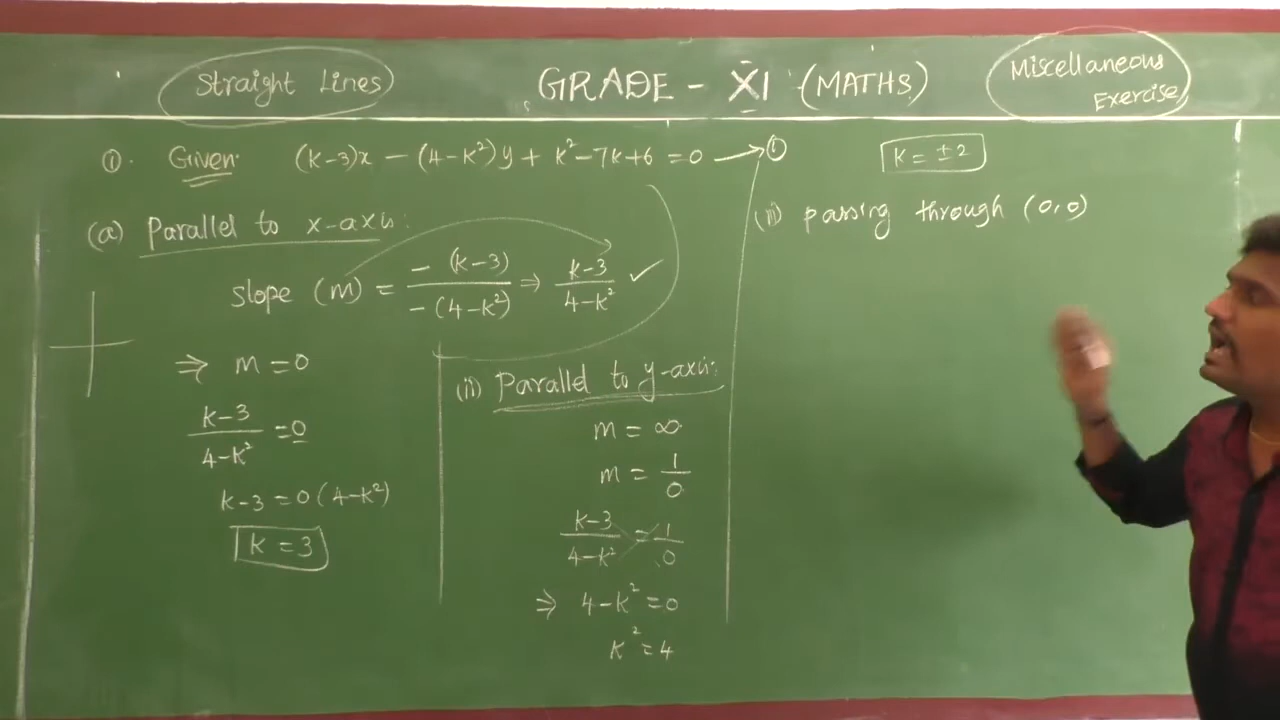 Straight Lines
GRADE - XI (MATHS)
Miscellaneous
Exercise
①. Given: (k-3)x - (4-k²)y + k²-7k+6 = 0 → ①
(a) Parallel to x-axis:
Slope (m) = -(k-3)/-(4-k²) ⇒ k-3/4-k² ✓
⇒ m = 0
k-3/4-k² = 0
k-3 = 0(4-k²)
k = 3
(ii) Parallel to y-axis:
m = ∞
m = 1/0
k-3/4-k² = 1/0
⇒ 4-k² = 0
k² = 4
k = ±2
(iii) passing through (0,0)